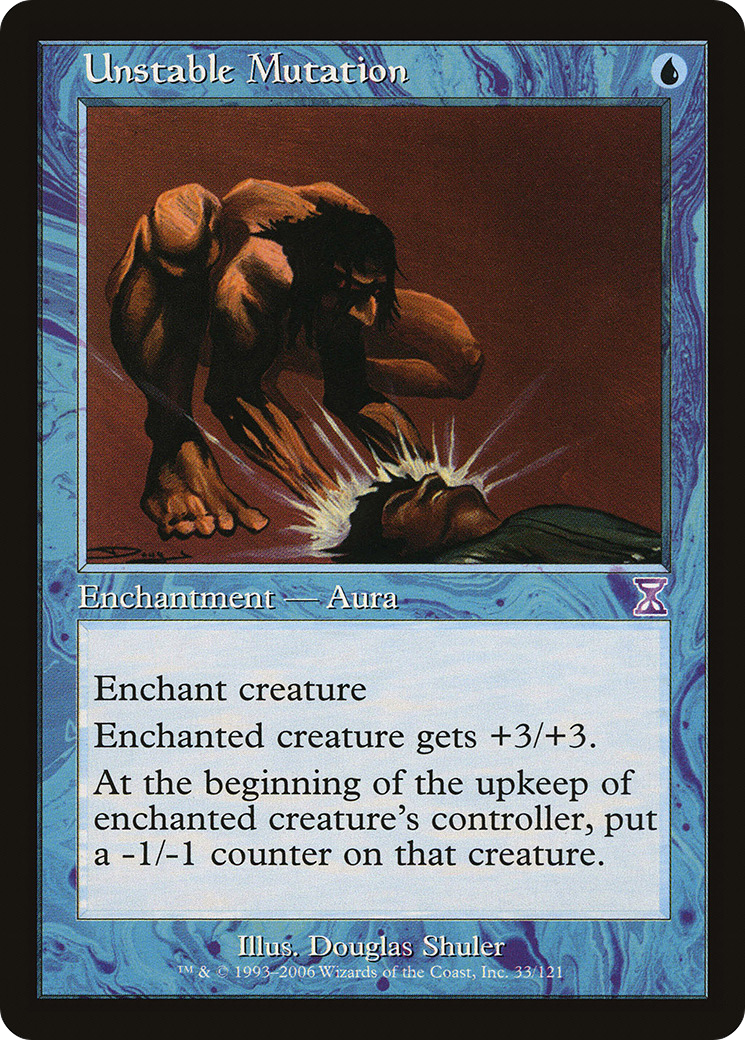 Unstable Mutation
Doug S
Enchantment — Aura
Enchant creature
Enchanted creature gets +3/+3.
At the beginning of the upkeep of
enchanted creature's controller, put
a -1/-1 counter on that creature.
Illus. Douglas Shuler
™ & © 1993–2006 Wizards of the Coast, Inc. 33/121